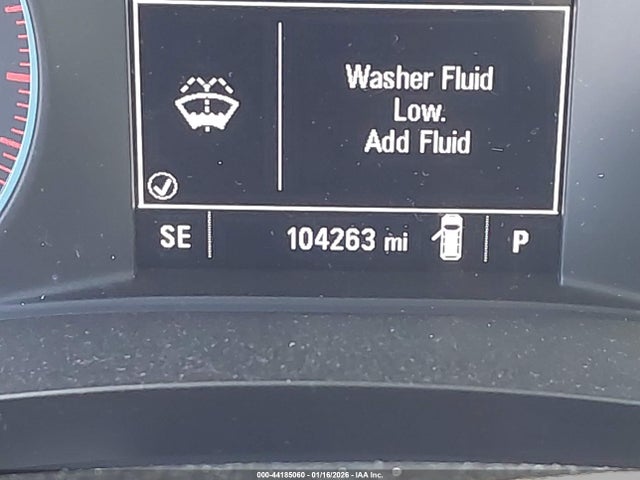 Washer Fluid
Low.
Add Fluid
SE 104263 mi P
000-44185060 - 01/16/2026 - IAA Inc.